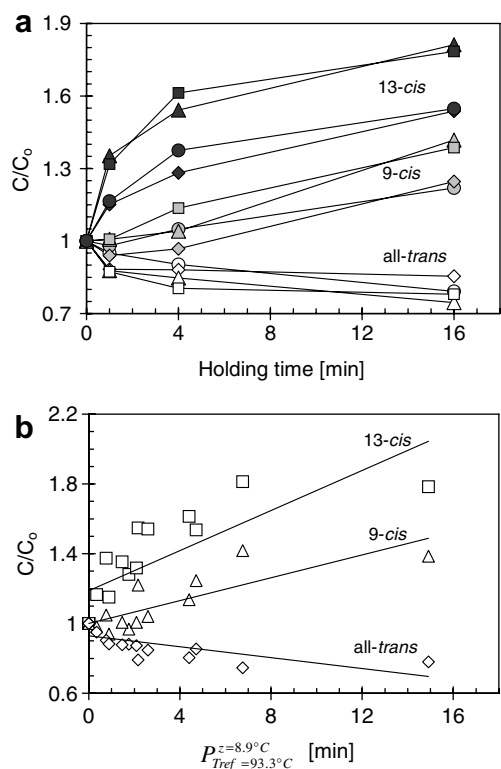 a
1.9
1.6
1.3
1
0.7
C/Co
13-cis
9-cis
all-trans
0 4 8 12 16
Holding time [min]
b
2.2
1.8
1.4
1
0.6
C/Co
13-cis
9-cis
all-trans
0 4 8 12 16
P z=8.9°C Tref =93.3°C [min]